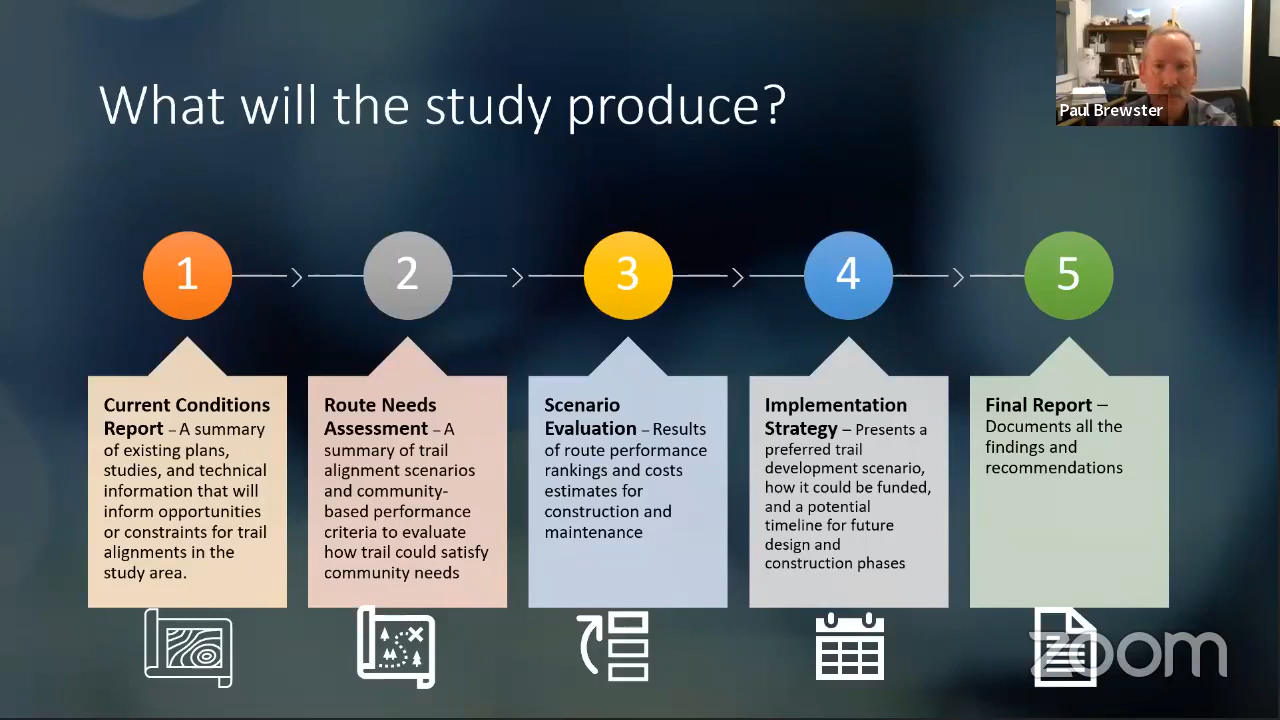 What will the study produce?
Paul Brewster
1
2
3
4
5
Current Conditions
Report – A summary
of existing plans,
studies, and technical
information that will
inform opportunities
or constraints for trail
alignments in the
study area.
Route Needs
Assessment – A
summary of trail
alignment scenarios
and community-
based performance
criteria to evaluate
how trail could satisfy
community needs
Scenario
Evaluation – Results
of route performance
rankings and costs
estimates for
construction and
maintenance
Implementation
Strategy – Presents a
preferred trail
development scenario,
how it could be funded,
and a potential
timeline for future
design and
construction phases
Final Report –
Documents all the
findings and
recommendations
zoom